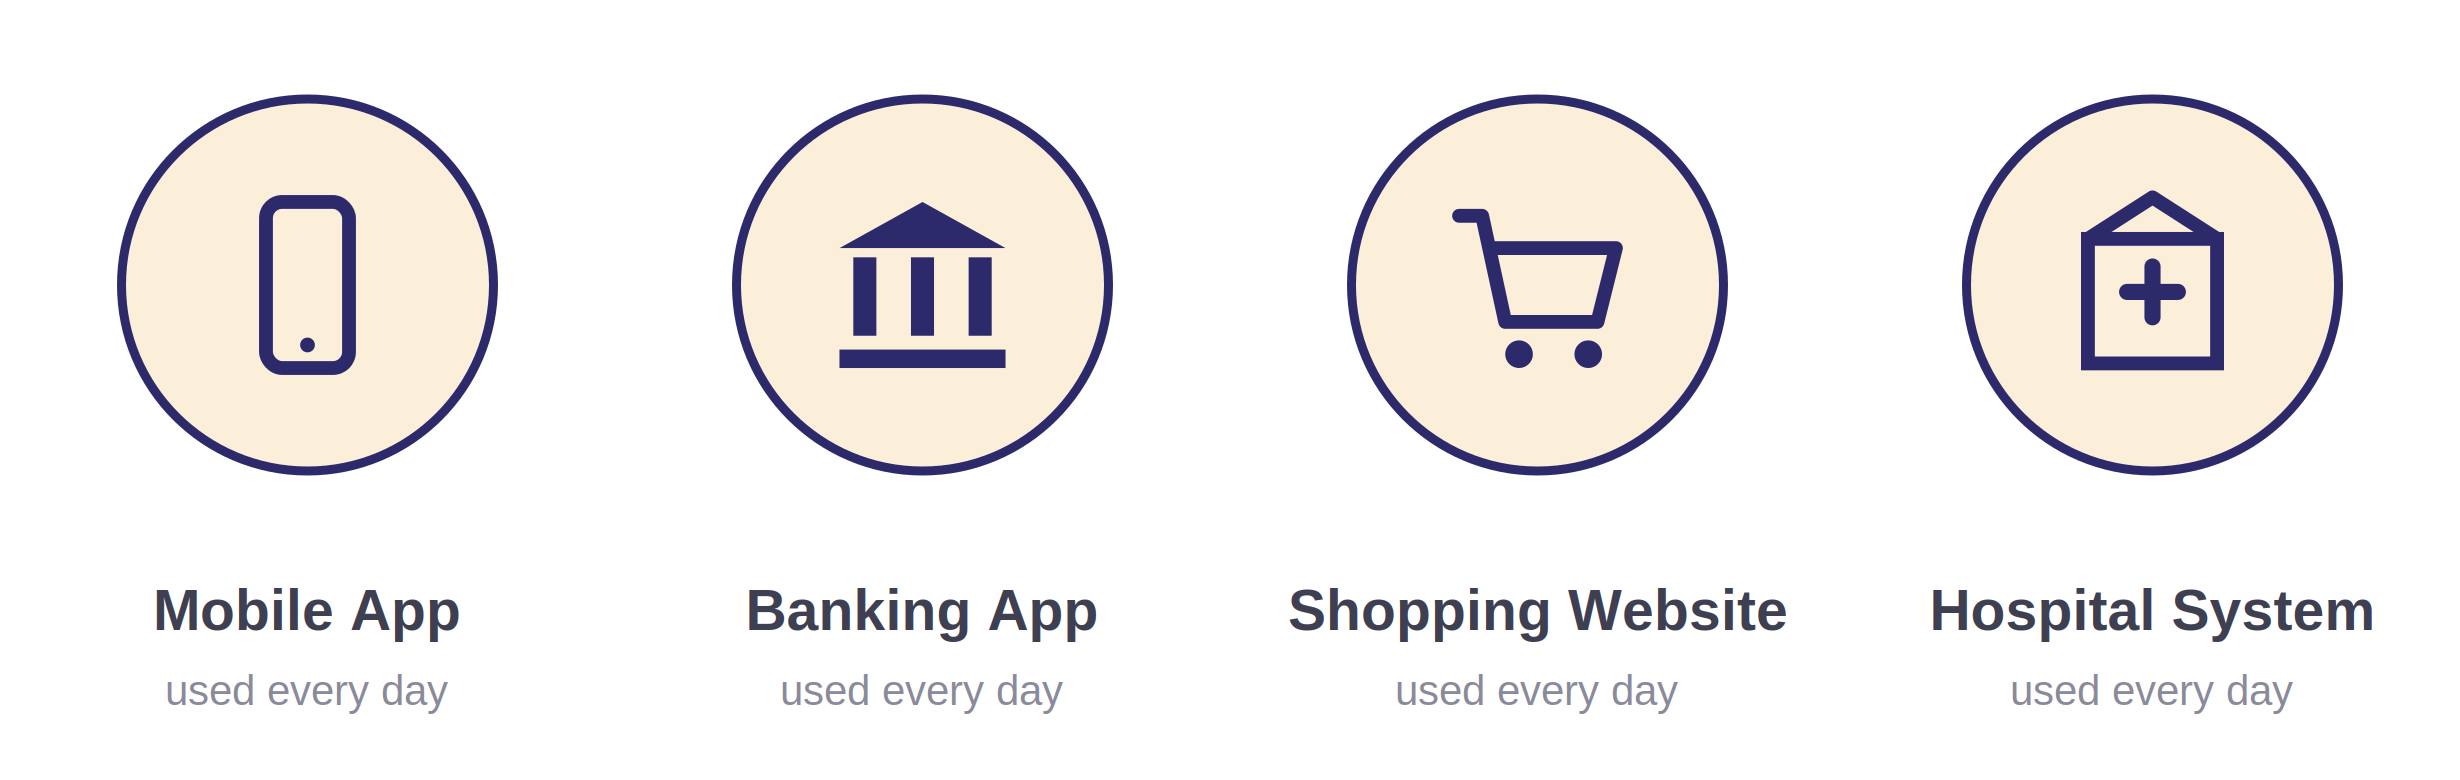 Mobile App
used every day
Banking App
used every day
Shopping Website
used every day
Hospital System
used every day